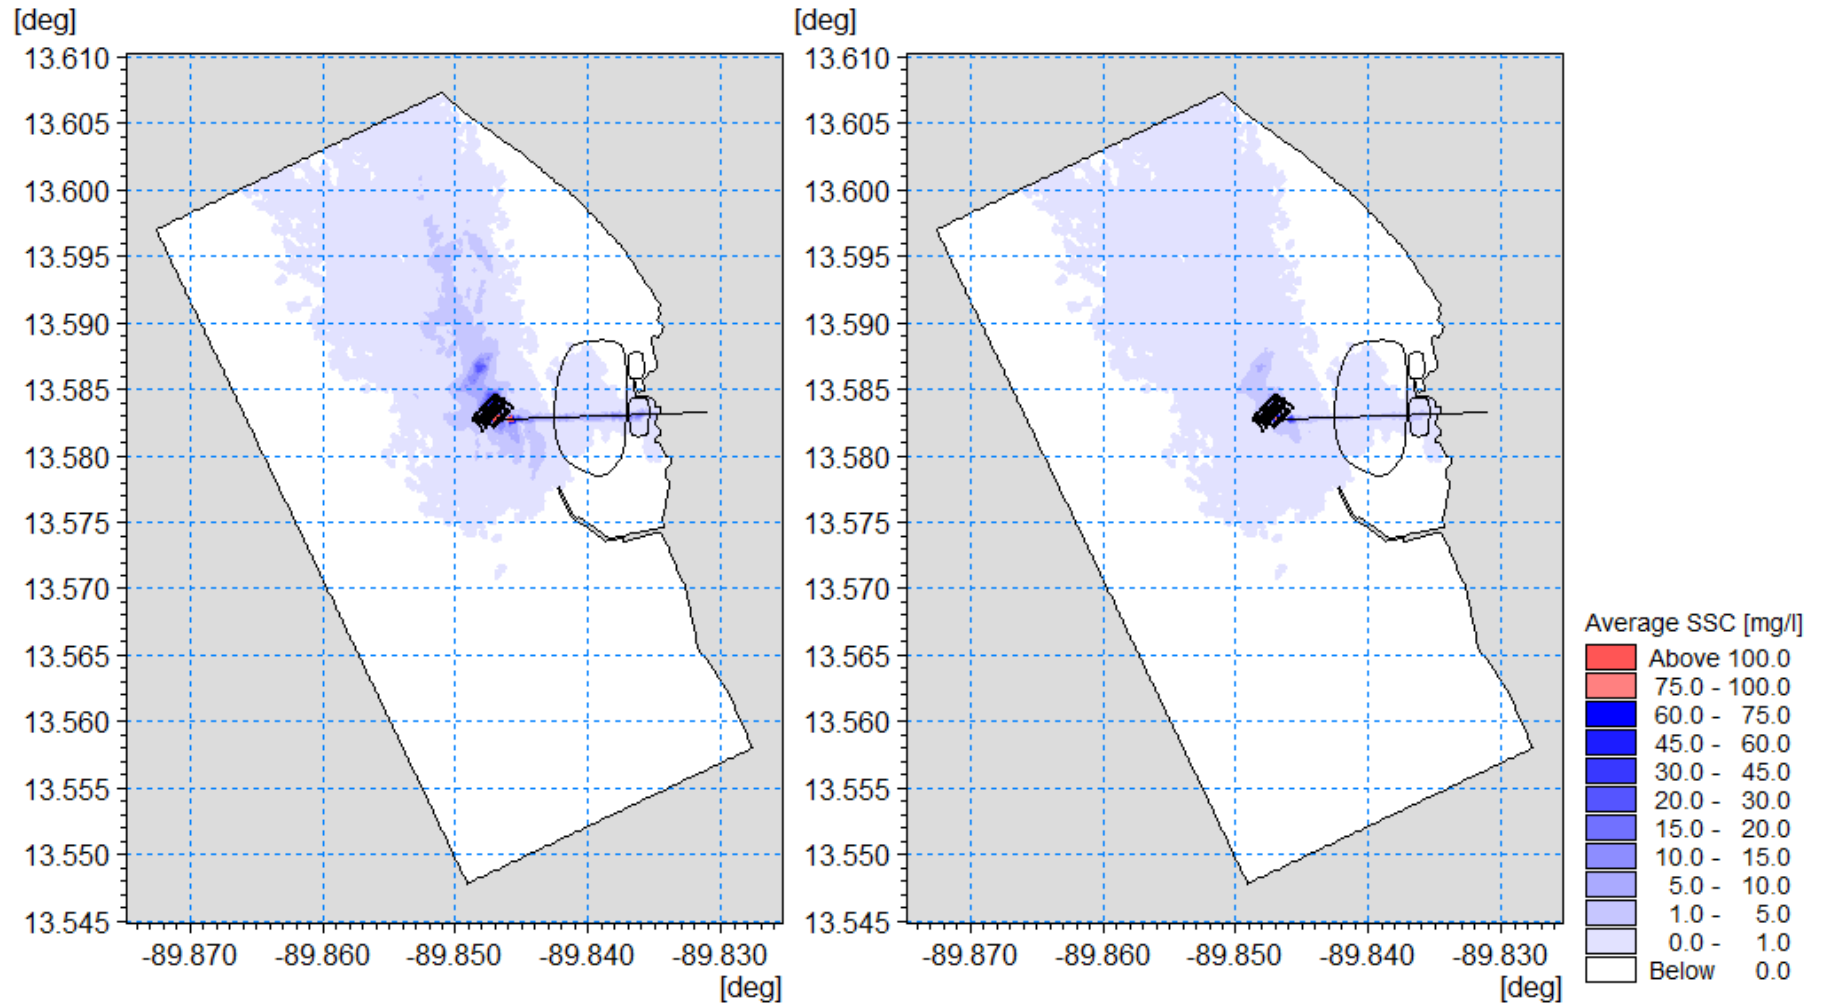 [deg]
13.610
13.605
13.600
13.595
13.590
13.585
13.580
13.575
13.570
13.565
13.560
13.555
13.550
13.545
-89.870 -89.860 -89.850 -89.840 -89.830
[deg]
[deg]
13.610
13.605
13.600
13.595
13.590
13.585
13.580
13.575
13.570
13.565
13.560
13.555
13.550
13.545
-89.870 -89.860 -89.850 -89.840 -89.830
[deg]
Average SSC [mg/l]
Above 100.0
75.0 - 100.0
60.0 - 75.0
45.0 - 60.0
30.0 - 45.0
20.0 - 30.0
15.0 - 20.0
10.0 - 15.0
5.0 - 10.0
1.0 - 5.0
0.0 - 1.0
Below 0.0